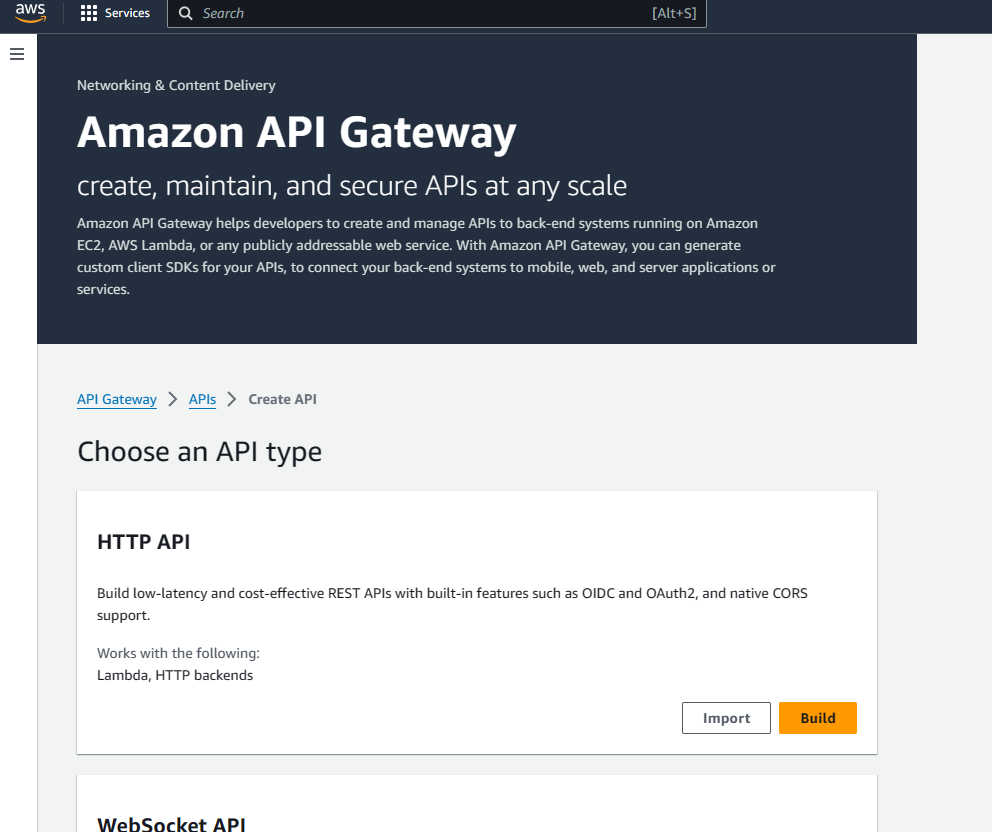 aws
Services
Search
[Alt+S]
Networking & Content Delivery
Amazon API Gateway
create, maintain, and secure APIs at any scale
Amazon API Gateway helps developers to create and manage APIs to back-end systems running on Amazon
EC2, AWS Lambda, or any publicly addressable web service. With Amazon API Gateway, you can generate
custom client SDKs for your APIs, to connect your back-end systems to mobile, web, and server applications or
services.
API Gateway > APIs > Create API
Choose an API type
HTTP API
Build low-latency and cost-effective REST APIs with built-in features such as OIDC and OAuth2, and native CORS
support.
Works with the following:
Lambda, HTTP backends
Import
Build
WebSocket API